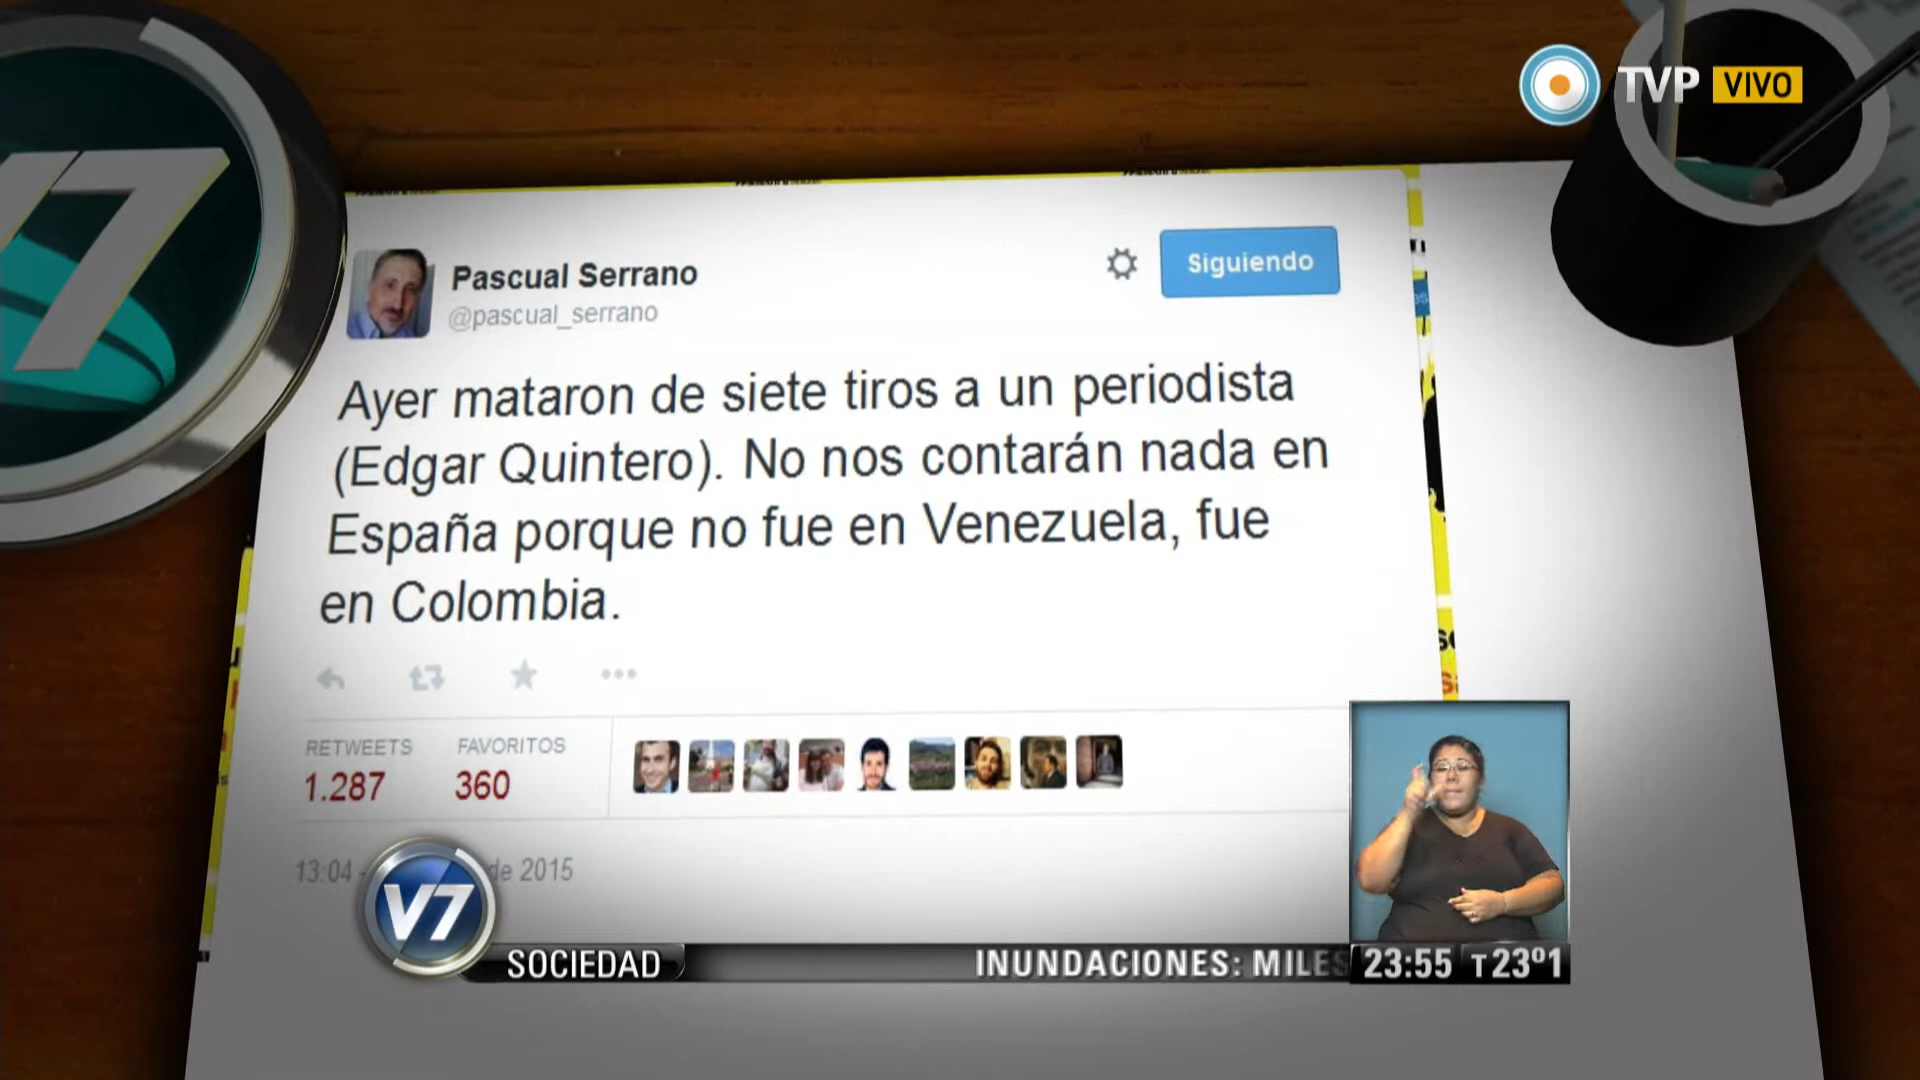 TVP VIVO
V7
Pascual Serrano
@pascual_serrano
Siguiendo
Ayer mataron de siete tiros a un periodista
(Edgar Quintero). No nos contarán nada en
España porque no fue en Venezuela, fue
en Colombia.
RETWEETS FAVORITOS
1.287 360
13:04 - de 2015
V7
SOCIEDAD
INUNDACIONES: MILES
23:55 T 23º1